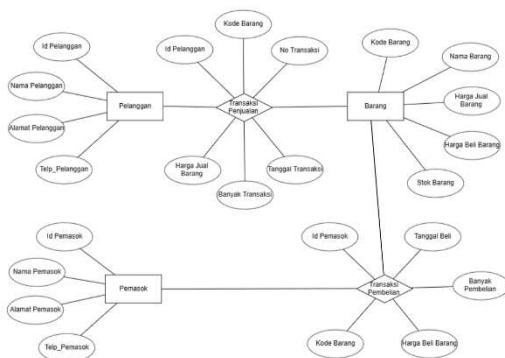 Kode Barang
Id Pelanggan
No Transaksi
Id Pelanggan
Nama Pelanggan
Alamat Pelanggan
Telp_Pelanggan
Pelanggan
Transaksi
Penjualan
Harga Jual
Barang
Banyak Transaksi
Tanggal Transaksi
Barang
Kode Barang
Nama Barang
Harga Jual
Barang
Harga Beli Barang
Stok Barang
Id Pemasok
Nama Pemasok
Alamat Pemasok
Telp_Pemasok
Pemasok
Id Pemasok
Tanggal Beli
Transaksi
Pembelian
Banyak
Pembelian
Kode Barang
Harga Beli Barang